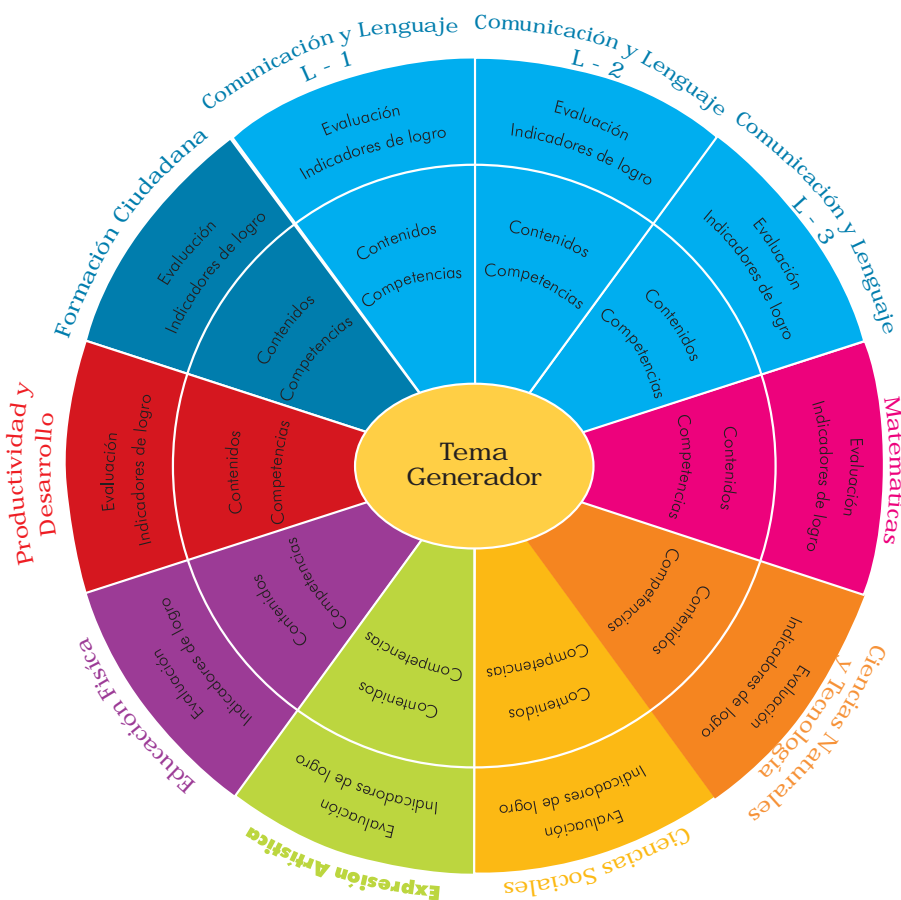 Comunicación y Lenguaje
L - 1
Evaluación
Indicadores de logro
Contenidos
Competencias
Comunicación y Lenguaje
L - 2
Evaluación
Indicadores de logro
Contenidos
Competencias
Comunicación y Lenguaje
L - 3
Evaluación
Indicadores de logro
Contenidos
Competencias
Matematicas
Evaluación
Indicadores de logro
Contenidos
Competencias
Ciencias Naturales
y Tecnología
Evaluación
Indicadores de logro
Contenidos
Competencias
Ciencias Sociales
Evaluación
Indicadores de logro
Contenidos
Competencias
Expresión Artística
Evaluación
Indicadores de logro
Contenidos
Competencias
Educación Fisica
Evaluación
Indicadores de logro
Contenidos
Competencias
Productividad y
Desarrollo
Evaluación
Indicadores de logro
Contenidos
Competencias
Formación Ciudadana
Evaluación
Indicadores de logro
Contenidos
Competencias
Tema
Generador